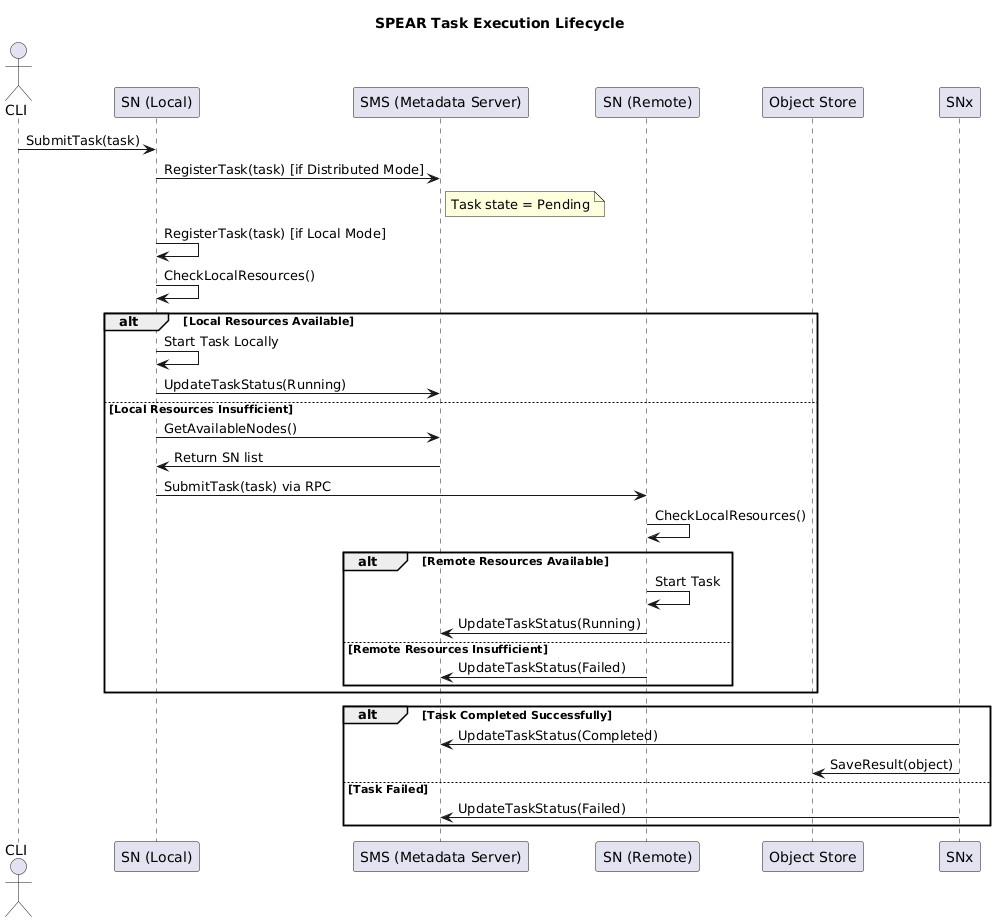 SPEAR Task Execution Lifecycle
CLI
SN (Local)
SMS (Metadata Server)
SN (Remote)
Object Store
SNx
SubmitTask(task)
RegisterTask(task) [if Distributed Mode]
Task state = Pending
RegisterTask(task) [if Local Mode]
CheckLocalResources()
alt
[Local Resources Available]
Start Task Locally
UpdateTaskStatus(Running)
[Local Resources Insufficient]
GetAvailableNodes()
Return SN list
SubmitTask(task) via RPC
CheckLocalResources()
alt
[Remote Resources Available]
Start Task
UpdateTaskStatus(Running)
[Remote Resources Insufficient]
UpdateTaskStatus(Failed)
alt
[Task Completed Successfully]
UpdateTaskStatus(Completed)
SaveResult(object)
[Task Failed]
UpdateTaskStatus(Failed)
CLI
SN (Local)
SMS (Metadata Server)
SN (Remote)
Object Store
SNx